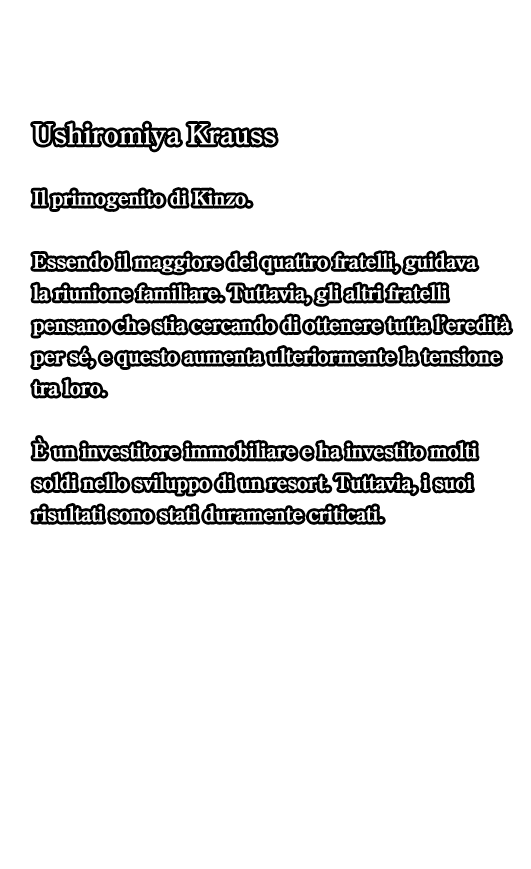 Ushiromiya Krauss
Il primogenito di Kinzo.
Essendo il maggiore dei quattro fratelli, guidava
la riunione familiare. Tuttavia, gli altri fratelli
pensano che stia cercando di ottenere tutta l'eredità
per sé, e questo aumenta ulteriormente la tensione
tra loro.
È un investitore immobiliare e ha investito molti
soldi nello sviluppo di un resort. Tuttavia, i suoi
risultati sono stati duramente criticati.